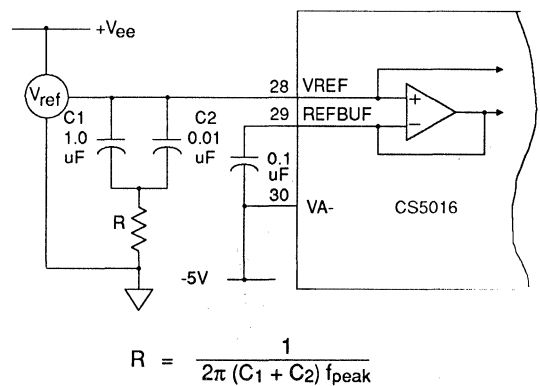 +Vee
Vref
C1
1.0
uF
C2
0.01
uF
28 VREF
29 REFBUF
0.1
uF
30
VA-
+
−
CS5016
R
-5V
R = 1 / 2π (C1 + C2) fpeak